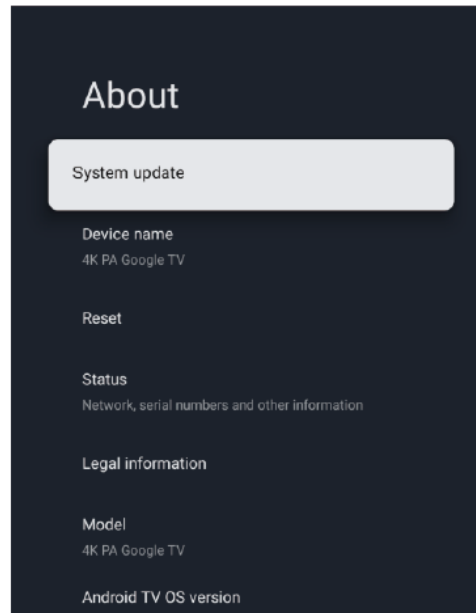 About
System update
Device name
4K PA Google TV
Reset
Status
Network, serial numbers and other information
Legal information
Model
4K PA Google TV
Android TV OS version